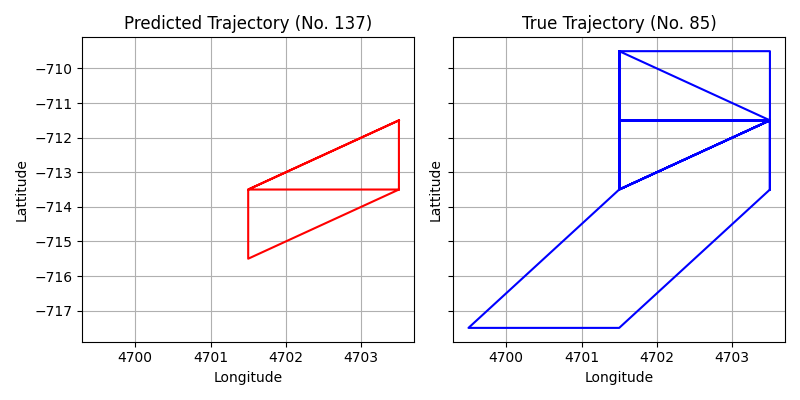 Predicted Trajectory (No. 137)
True Trajectory (No. 85)
Lattitude
−710
−711
−712
−713
−714
−715
−716
−717
4700
4701
4702
4703
Longitude
Lattitude
4700
4701
4702
4703
Longitude